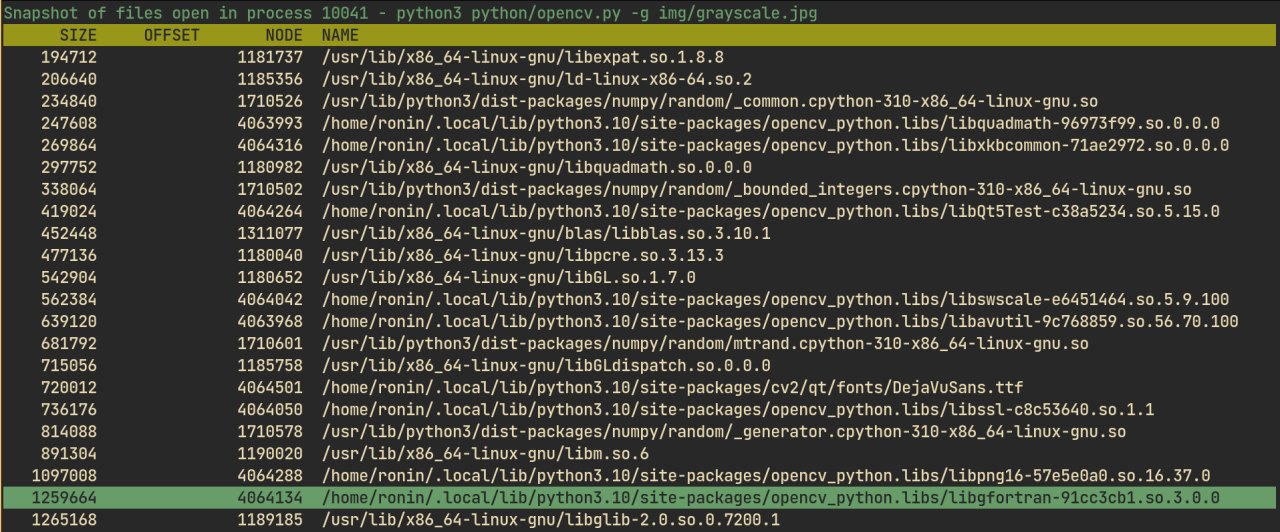 Snapshot of files open in process 10041 - python3 python/opencv.py -g img/grayscale.jpg
SIZE OFFSET NODE NAME
194712 1181737 /usr/lib/x86_64-linux-gnu/libexpat.so.1.8.8
206640 1185356 /usr/lib/x86_64-linux-gnu/ld-linux-x86-64.so.2
234840 1710526 /usr/lib/python3/dist-packages/numpy/random/_common.cpython-310-x86_64-linux-gnu.so
247608 4063993 /home/ronin/.local/lib/python3.10/site-packages/opencv_python.libs/libquadmath-96973f99.so.0.0.0
269864 4064316 /home/ronin/.local/lib/python3.10/site-packages/opencv_python.libs/libxkbcommon-71ae2972.so.0.0.0
297752 1180982 /usr/lib/x86_64-linux-gnu/libquadmath.so.0.0.0
338064 1710502 /usr/lib/python3/dist-packages/numpy/random/_bounded_integers.cpython-310-x86_64-linux-gnu.so
419024 4064264 /home/ronin/.local/lib/python3.10/site-packages/opencv_python.libs/libQt5Test-c38a5234.so.5.15.0
452448 1311077 /usr/lib/x86_64-linux-gnu/blas/libblas.so.3.10.1
477136 1180040 /usr/lib/x86_64-linux-gnu/libpcre.so.3.13.3
542904 1180652 /usr/lib/x86_64-linux-gnu/libGL.so.1.7.0
562384 4064042 /home/ronin/.local/lib/python3.10/site-packages/opencv_python.libs/libswscale-e6451464.so.5.9.100
639120 4063968 /home/ronin/.local/lib/python3.10/site-packages/opencv_python.libs/libavutil-9c768859.so.56.70.100
681792 1710601 /usr/lib/python3/dist-packages/numpy/random/mtrand.cpython-310-x86_64-linux-gnu.so
715056 1185758 /usr/lib/x86_64-linux-gnu/libGLdispatch.so.0.0.0
720012 4064501 /home/ronin/.local/lib/python3.10/site-packages/cv2/qt/fonts/DejaVuSans.ttf
736176 4064050 /home/ronin/.local/lib/python3.10/site-packages/opencv_python.libs/libssl-c8c53640.so.1.1
814088 1710578 /usr/lib/python3/dist-packages/numpy/random/_generator.cpython-310-x86_64-linux-gnu.so
891304 1190020 /usr/lib/x86_64-linux-gnu/libm.so.6
1097008 4064288 /home/ronin/.local/lib/python3.10/site-packages/opencv_python.libs/libpng16-57e5e0a0.so.16.37.0
1259664 4064134 /home/ronin/.local/lib/python3.10/site-packages/opencv_python.libs/libgfortran-91cc3cb1.so.3.0.0
1265168 1189185 /usr/lib/x86_64-linux-gnu/libglib-2.0.so.0.7200.1